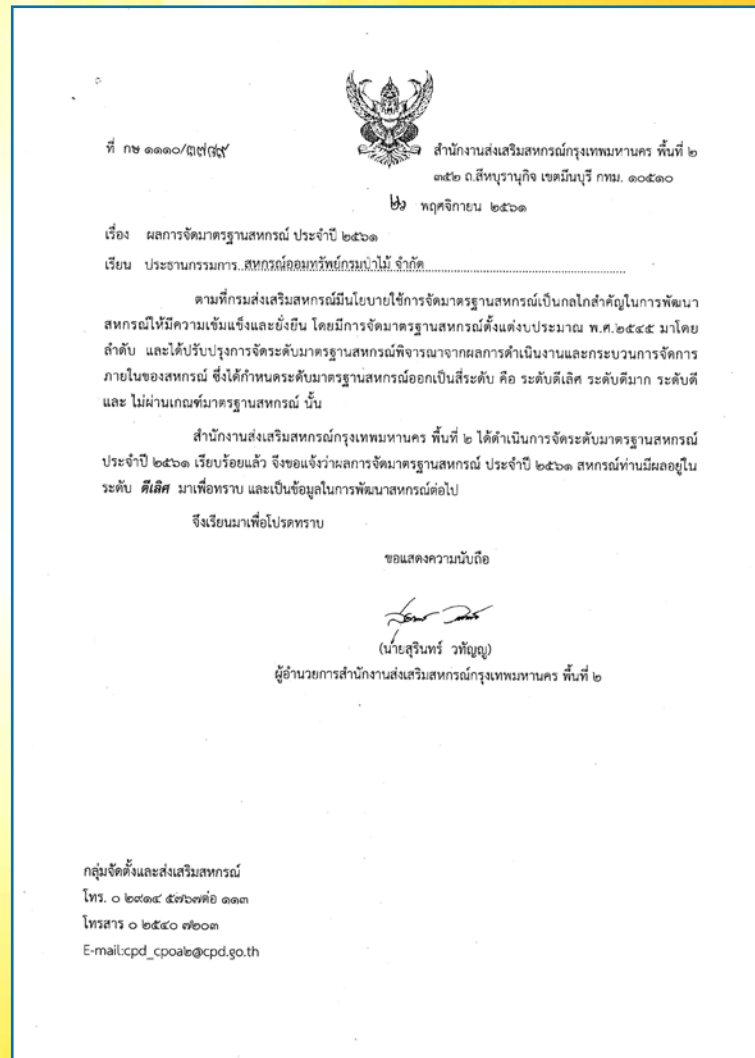 ที่ กษ ๑๑๑๐/๓๗๔๙
สำนักงานส่งเสริมสหกรณ์กรุงเทพมหานคร พื้นที่ ๒
๓๕๒ ถ.สีหบุรานุกิจ เขตมีนบุรี กทม. ๑๐๕๑๐
พฤศจิกายน ๒๕๖๑
เรื่อง ผลการจัดมาตรฐานสหกรณ์ ประจำปี ๒๕๖๑
เรียน ประธานกรรมการ สหกรณ์ออมทรัพย์กรมป่าไม้ จำกัด
ตามที่กรมส่งเสริมสหกรณ์มีนโยบายใช้การจัดมาตรฐานสหกรณ์เป็นกลไกสำคัญในการพัฒนา
สหกรณ์ให้มีความเข้มแข็งและยั่งยืน โดยมีการจัดมาตรฐานสหกรณ์ตั้งแต่งบประมาณ พ.ศ.๒๕๔๕ มาโดย
ลำดับ และได้ปรับปรุงการจัดระดับมาตรฐานสหกรณ์พิจารณาจากผลการดำเนินงานและกระบวนการจัดการ
ภายในของสหกรณ์ ซึ่งได้กำหนดระดับมาตรฐานสหกรณ์ออกเป็นสี่ระดับ คือ ระดับดีเลิศ ระดับดีมาก ระดับดี
และ ไม่ผ่านเกณฑ์มาตรฐานสหกรณ์ นั้น
สำนักงานส่งเสริมสหกรณ์กรุงเทพมหานคร พื้นที่ ๒ ได้ดำเนินการจัดระดับมาตรฐานสหกรณ์
ประจำปี ๒๕๖๑ เรียบร้อยแล้ว จึงขอแจ้งว่าผลการจัดมาตรฐานสหกรณ์ ประจำปี ๒๕๖๑ สหกรณ์ท่านมีผลอยู่ใน
ระดับ ดีเลิศ มาเพื่อทราบ และเป็นข้อมูลในการพัฒนาสหกรณ์ต่อไป
จึงเรียนมาเพื่อโปรดทราบ
ขอแสดงความนับถือ
(นายสุรินทร์ วทัญญู)
ผู้อำนวยการสำนักงานส่งเสริมสหกรณ์กรุงเทพมหานคร พื้นที่ ๒
กลุ่มจัดตั้งและส่งเสริมสหกรณ์
โทร. ๐ ๒๙๑๔ ๕๗๖๗ต่อ ๑๑๓
โทรสาร ๐ ๒๕๔๐ ๗๒๐๓
E-mail:cpd_cpoa๒@cpd.go.th